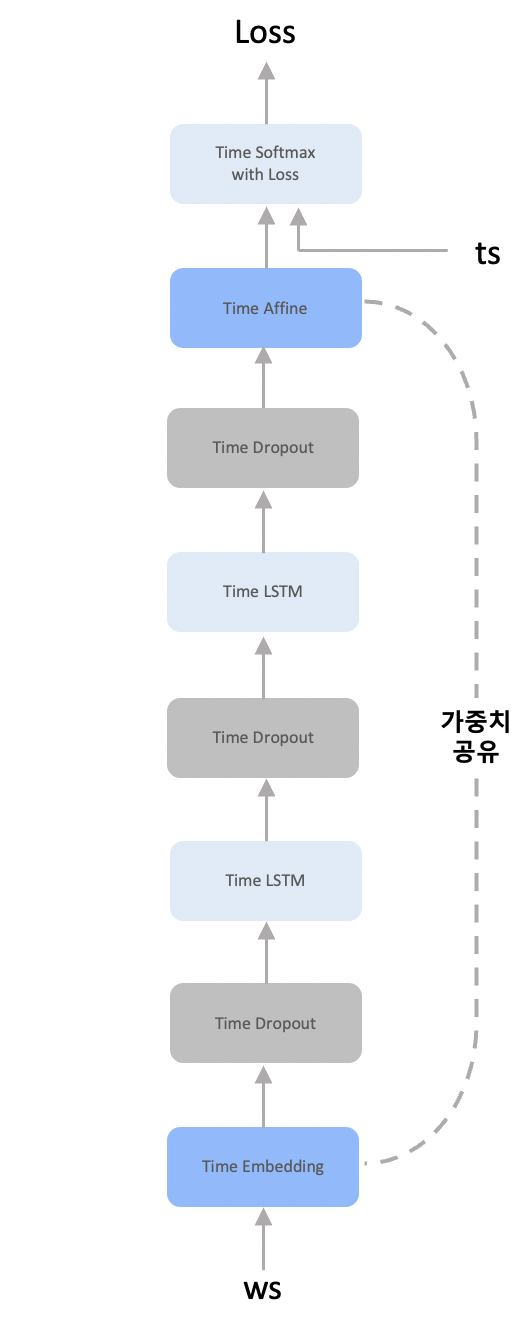 Loss
Time Softmax
with Loss
ts
Time Affine
Time Dropout
Time LSTM
가중치
공유
Time Dropout
Time LSTM
Time Dropout
Time Embedding
ws